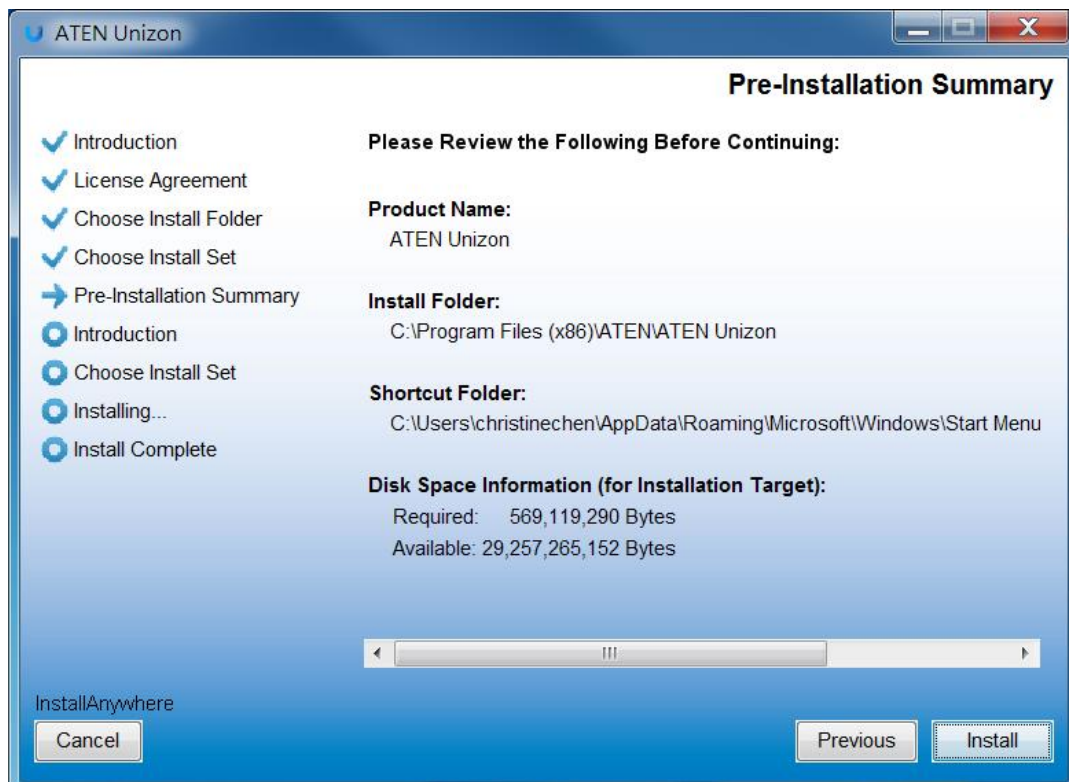 ATEN Unizon
Pre-Installation Summary
Introduction
License Agreement
Choose Install Folder
Choose Install Set
Pre-Installation Summary
Introduction
Choose Install Set
Installing...
Install Complete
Please Review the Following Before Continuing:
Product Name:
ATEN Unizon
Install Folder:
C:\Program Files (x86)\ATEN\ATEN Unizon
Shortcut Folder:
C:\Users\christinechen\AppData\Roaming\Microsoft\Windows\Start Menu
Disk Space Information (for Installation Target):
Required: 569,119,290 Bytes
Available: 29,257,265,152 Bytes
InstallAnywhere
Cancel
Previous
Install